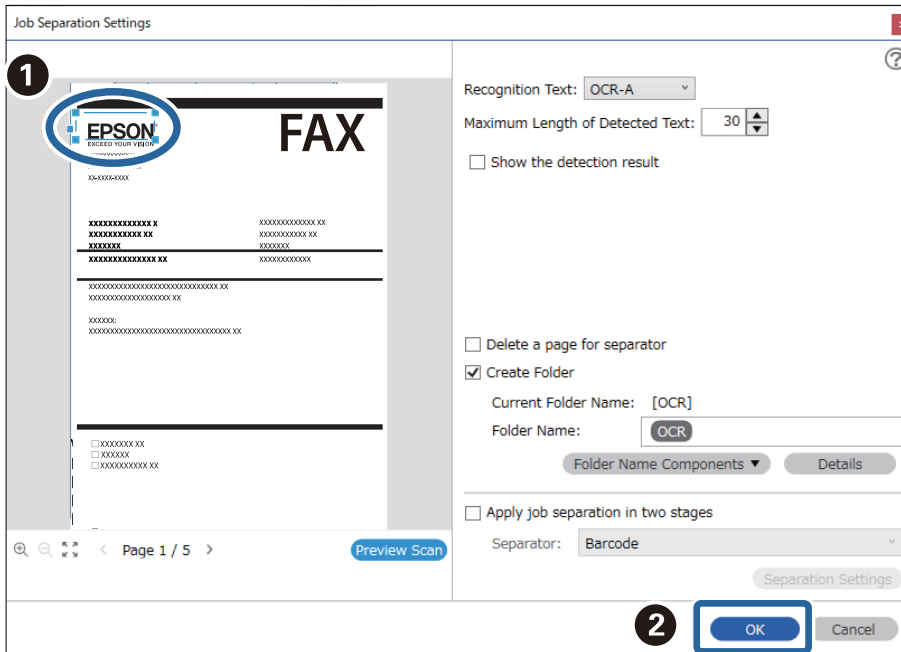 Job Separation Settings
1
EPSON
EXCEED YOUR VISION
FAX
XX-XXXX-XXXX
XXXXXXXXXXXXX X
XXXXXXXXXXXXX XX
XXXXXXXXXXXX XX
XXXXXXXXXXX XX
XXXXXXX
XXXXXXX
XXXXXXXXXXXXXX XX
XXXXXXXXXXXX
XXXXXXXXXXXXXXXXXXXXXXXXXXXXXX XX
XXXXXXXXXXXXXXXXXXX XX
XXXXXX:
XXXXXXXXXXXXXXXXXXXXXXXXXXXXXXXXX XX
XXXXXXX XX
XXXXXX
XXXXXXXXXX XX
Page 1 / 5
Preview Scan
Recognition Text: OCR-A
Maximum Length of Detected Text: 30
Show the detection result
Delete a page for separator
Create Folder
Current Folder Name: [OCR]
Folder Name: OCR
Folder Name Components ▼ Details
Apply job separation in two stages
Separator: Barcode
Separation Settings
2
OK Cancel